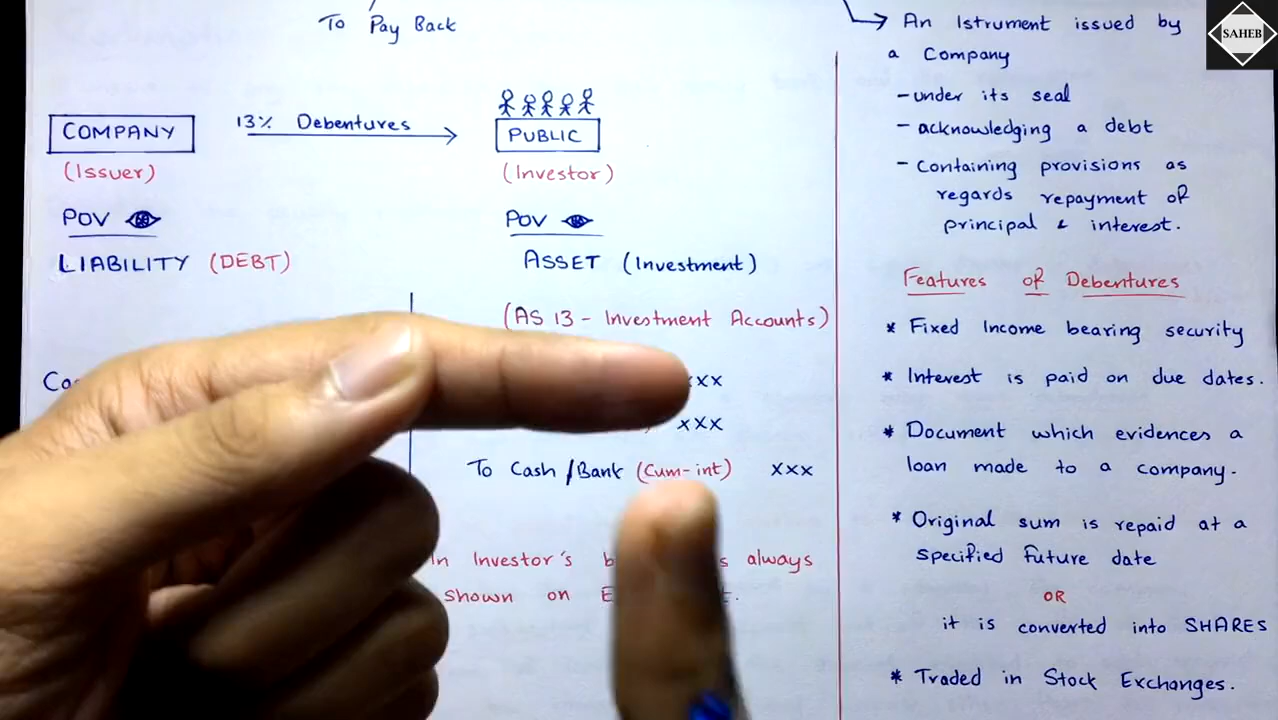 To Pay Back
COMPANY
13% Debentures
PUBLIC
(Issuer)
(Investor)
POV
POV
LIABILITY (DEBT)
ASSET (Investment)
(AS 13 - Investment Accounts)
xxx
To Cash/Bank (Cum-int) xxx
In Investor's always
shown on
An Istrument issued by
a Company
- under its seal
- acknowledging a debt
- Containing provisions as
regards repayment of
principal & interest.
Features of Debentures
* Fixed Income bearing security
* Interest is paid on due dates.
* Document which evidences a
loan made to a company.
* Original sum is repaid at a
specified future date
OR
it is converted into SHARES
* Traded in Stock Exchanges.
SAHEB